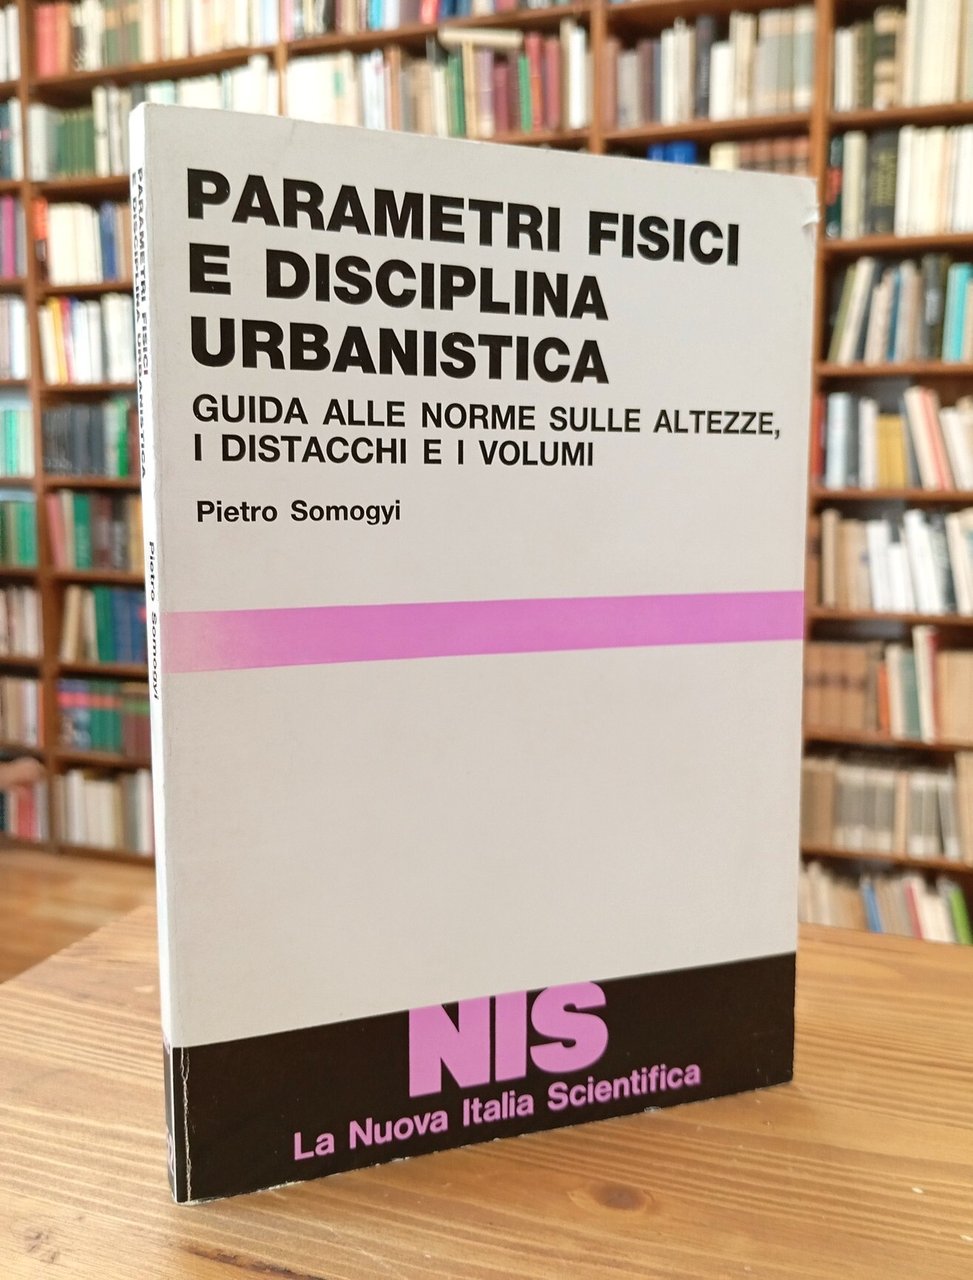 PARAMETRI FISICI
E DISCIPLINA
URBANISTICA
GUIDA ALLE NORME SULLE ALTEZZE,
I DISTACCHI E I VOLUMI
Pietro Somogyi
NIS
La Nuova Italia Scientifica
PARAMETRI FISICI
E DISCIPLINA URBANISTICA
Pietro Somogyi